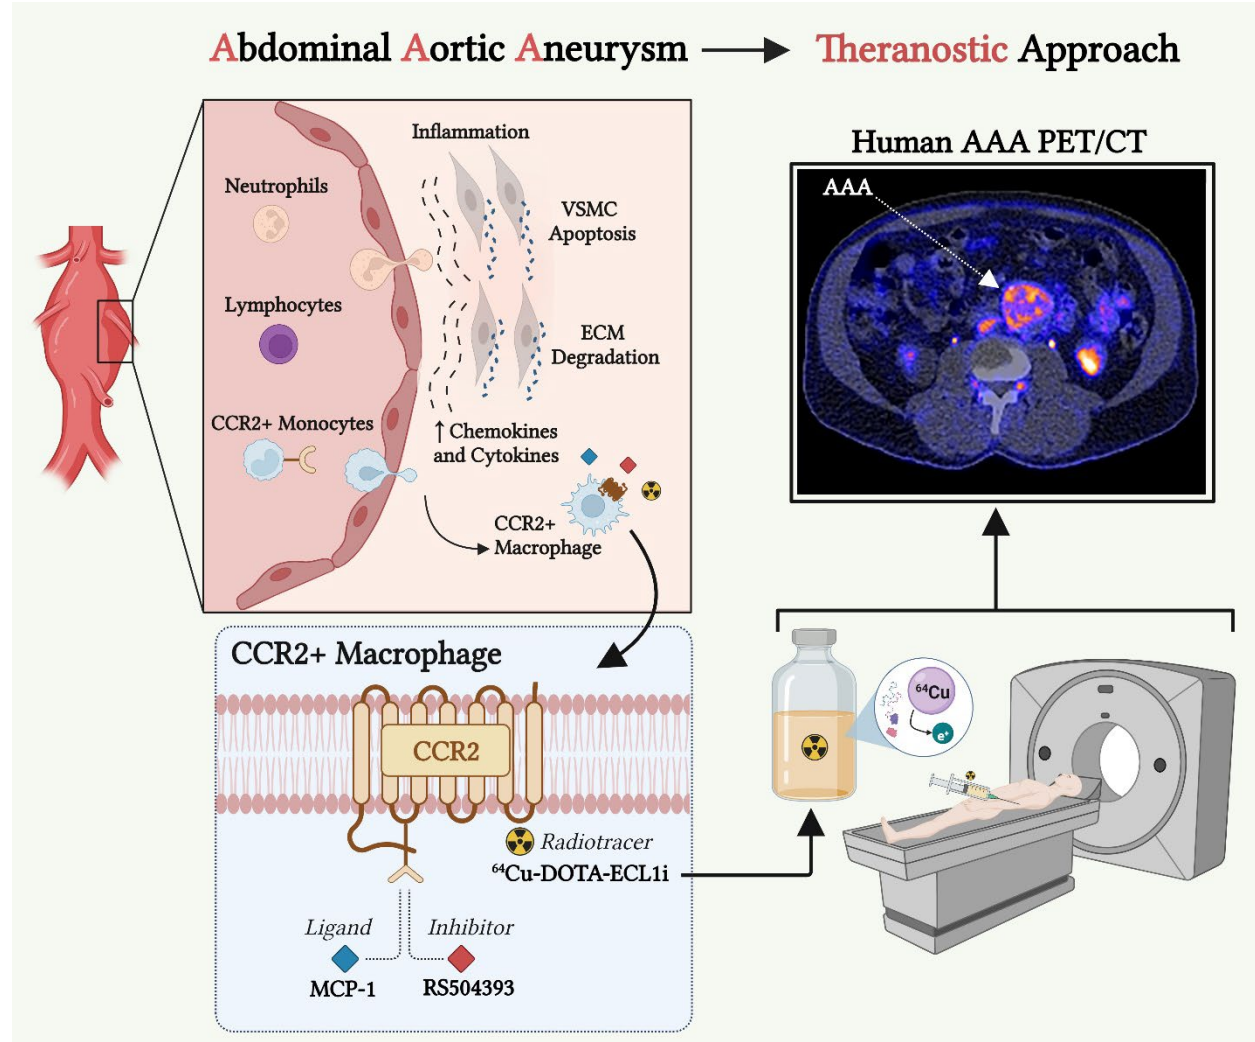 Abdominal Aortic Aneurysm
Theranostic Approach
Inflammation
Neutrophils
VSMC
Apoptosis
Lymphocytes
ECM
Degradation
CCR2+ Monocytes
↑ Chemokines
and Cytokines
CCR2+
Macrophage
Human AAA PET/CT
AAA
CCR2+ Macrophage
CCR2
Radiotracer
⁶⁴Cu-DOTA-ECL1i
Ligand
MCP-1
Inhibitor
RS504393
⁶⁴Cu
e⁺